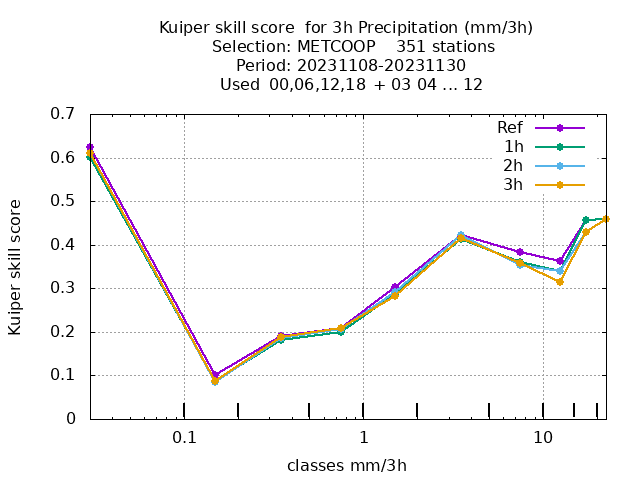 Kuiper skill score  for 3h Precipitation (mm/3h)
Selection: METCOOP    351 stations
Period: 20231108-20231130
Used  00,06,12,18  + 03 04 ... 12
Kuiper skill score
0.7
0.6
0.5
0.4
0.3
0.2
0.1
0
Ref
1h
2h
3h
0.1
1
10
classes mm/3h